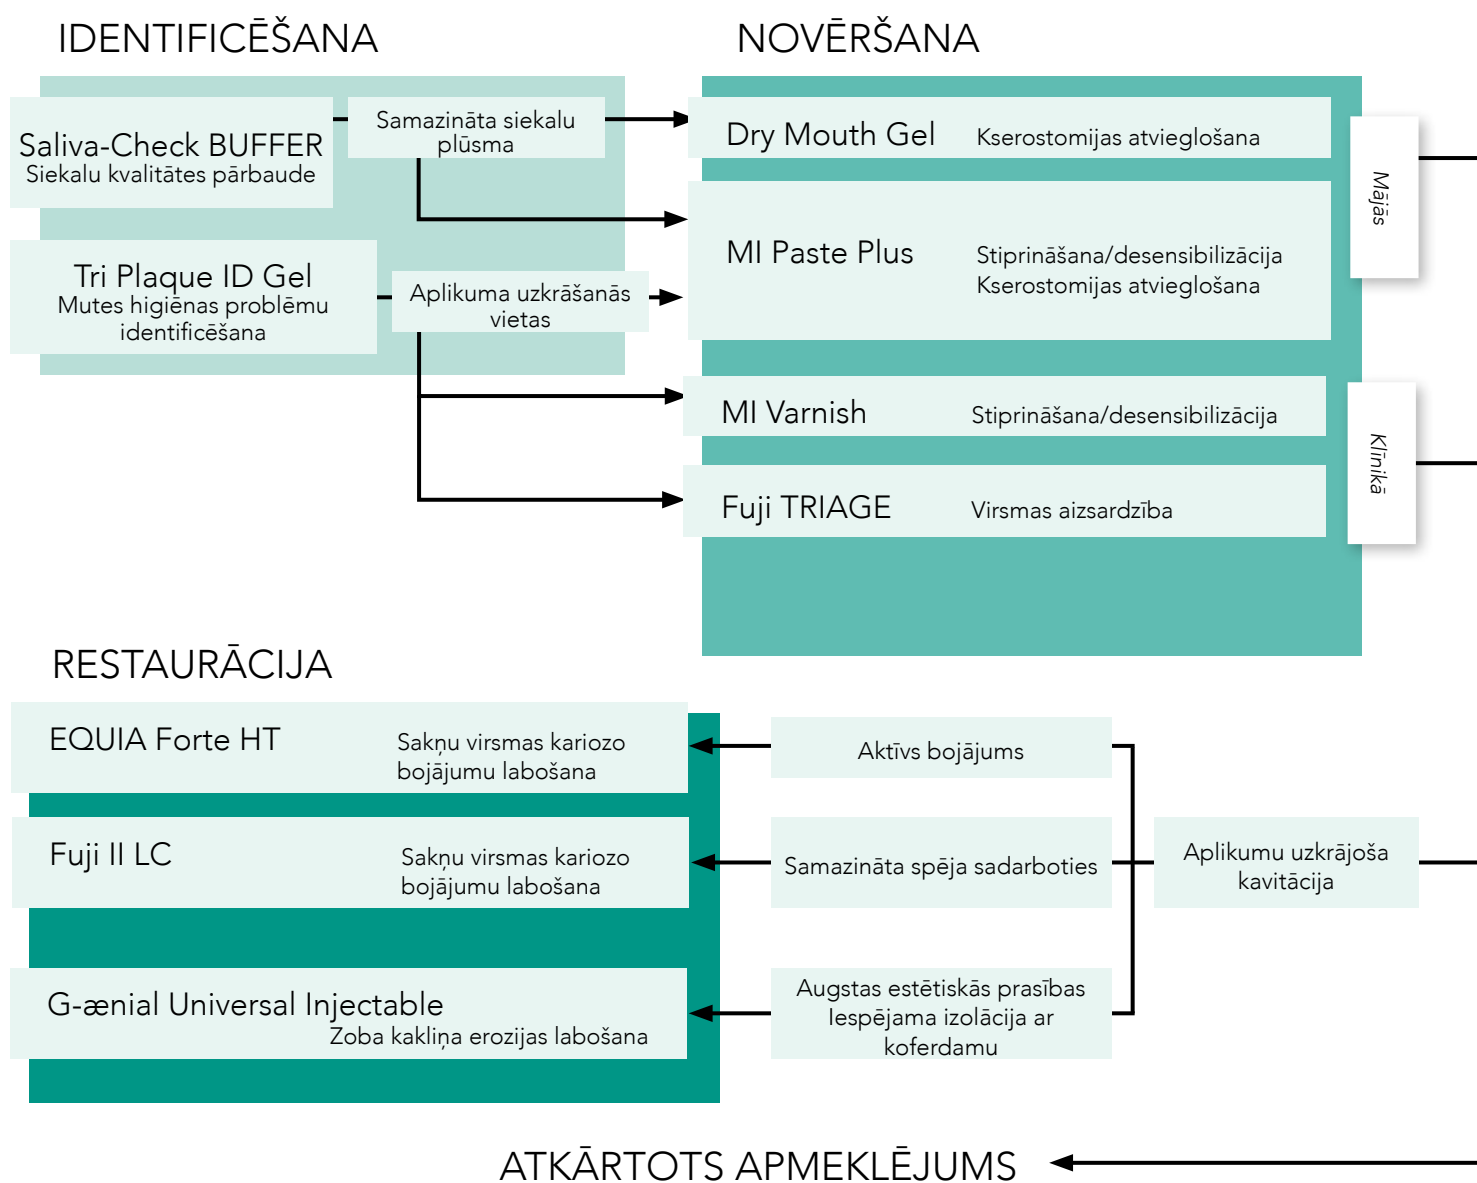 IDENTIFICĒŠANA
Saliva-Check BUFFER
Siekalu kvalitātes pārbaude
Samazināta siekalu
plūsma
Tri Plaque ID Gel
Mutes higiēnas problēmu
identificēšana
Aplikuma uzkrāšanās
vietas
NOVĒRŠANA
Dry Mouth Gel
Kserostomijas atvieglošana
MI Paste Plus
Stiprināšana/desensibilizācija
Kserostomijas atvieglošana
MI Varnish
Stiprināšana/desensibilizācija
Fuji TRIAGE
Virsmas aizsardzība
Mājās
Klīnikā
RESTAURĀCIJA
EQUIA Forte HT
Sakņu virsmas kariozo
bojājumu labošana
Fuji II LC
Sakņu virsmas kariozo
bojājumu labošana
G-ænial Universal Injectable
Zoba kakliņa erozijas labošana
Aktīvs bojājums
Samazināta spēja sadarboties
Augstas estētiskās prasības
Iespējama izolācija ar
koferdamu
Aplikumu uzkrājoša
kavitācija
ATKĀRTOTS APMEKLĒJUMS